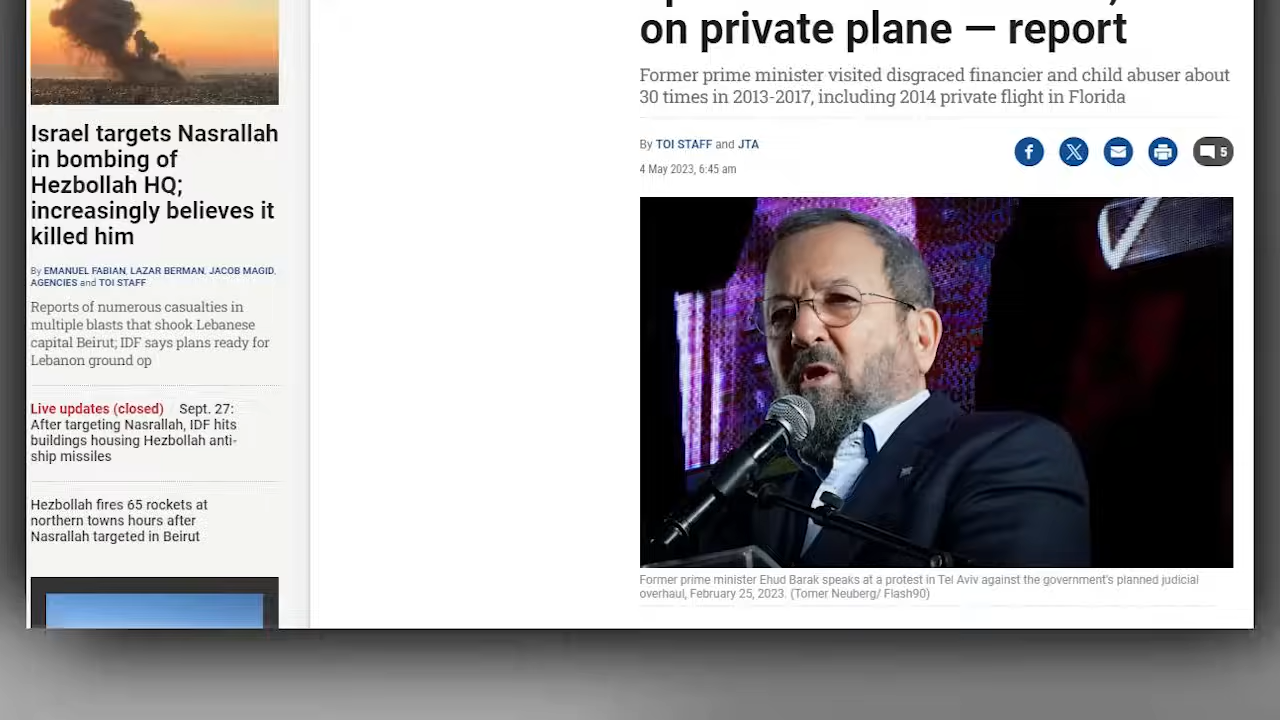 Israel targets Nasrallah
in bombing of
Hezbollah HQ;
increasingly believes it
killed him
By EMANUEL FABIAN, LAZAR BERMAN, JACOB MAGID,
AGENCIES and TOI STAFF
Reports of numerous casualties in
multiple blasts that shook Lebanese
capital Beirut; IDF says plans ready for
Lebanon ground op
Live updates (closed) Sept. 27:
After targeting Nasrallah, IDF hits
buildings housing Hezbollah anti-
ship missiles
Hezbollah fires 65 rockets at
northern towns hours after
Nasrallah targeted in Beirut
on private plane — report
Former prime minister visited disgraced financier and child abuser about
30 times in 2013-2017, including 2014 private flight in Florida
By TOI STAFF and JTA
4 May 2023, 6:45 am
5
Former prime minister Ehud Barak speaks at a protest in Tel Aviv against the government's planned judicial
overhaul, February 25, 2023. (Tomer Neuberg/ Flash90)